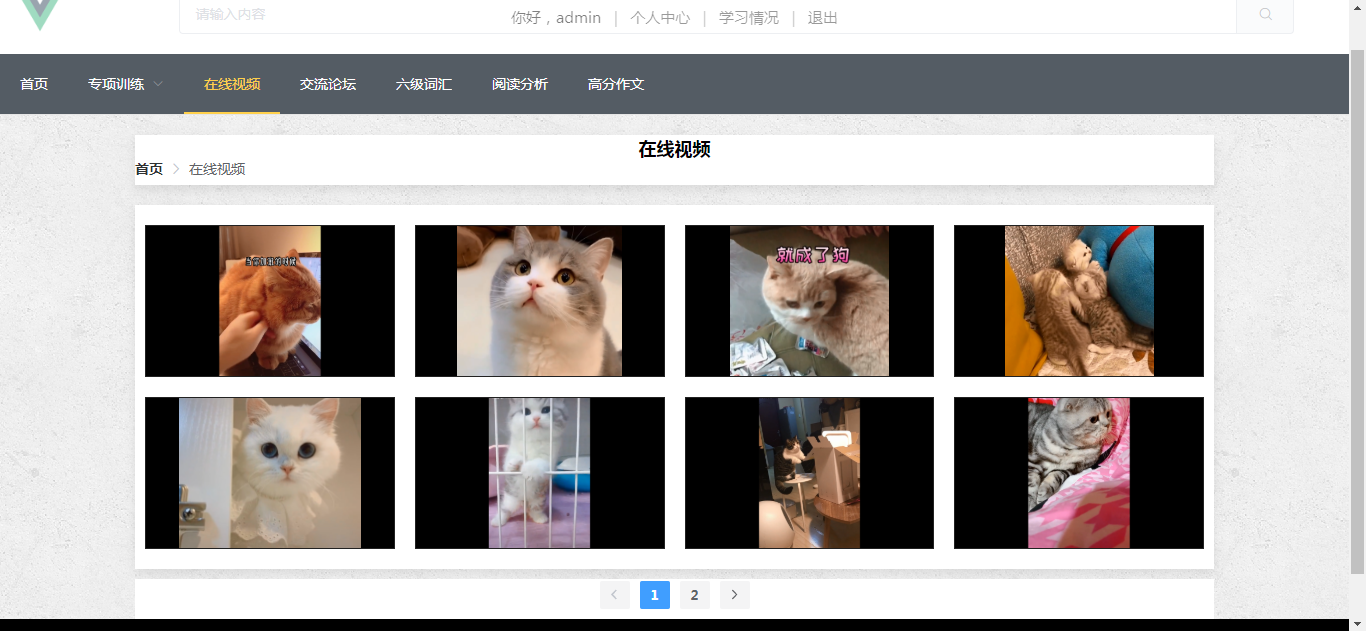 请输入内容
你好，admin | 个人中心 | 学习情况 | 退出
首页 专项训练 在线视频 交流论坛 六级词汇 阅读分析 高分作文
在线视频
首页 > 在线视频
就成了狗
1 2